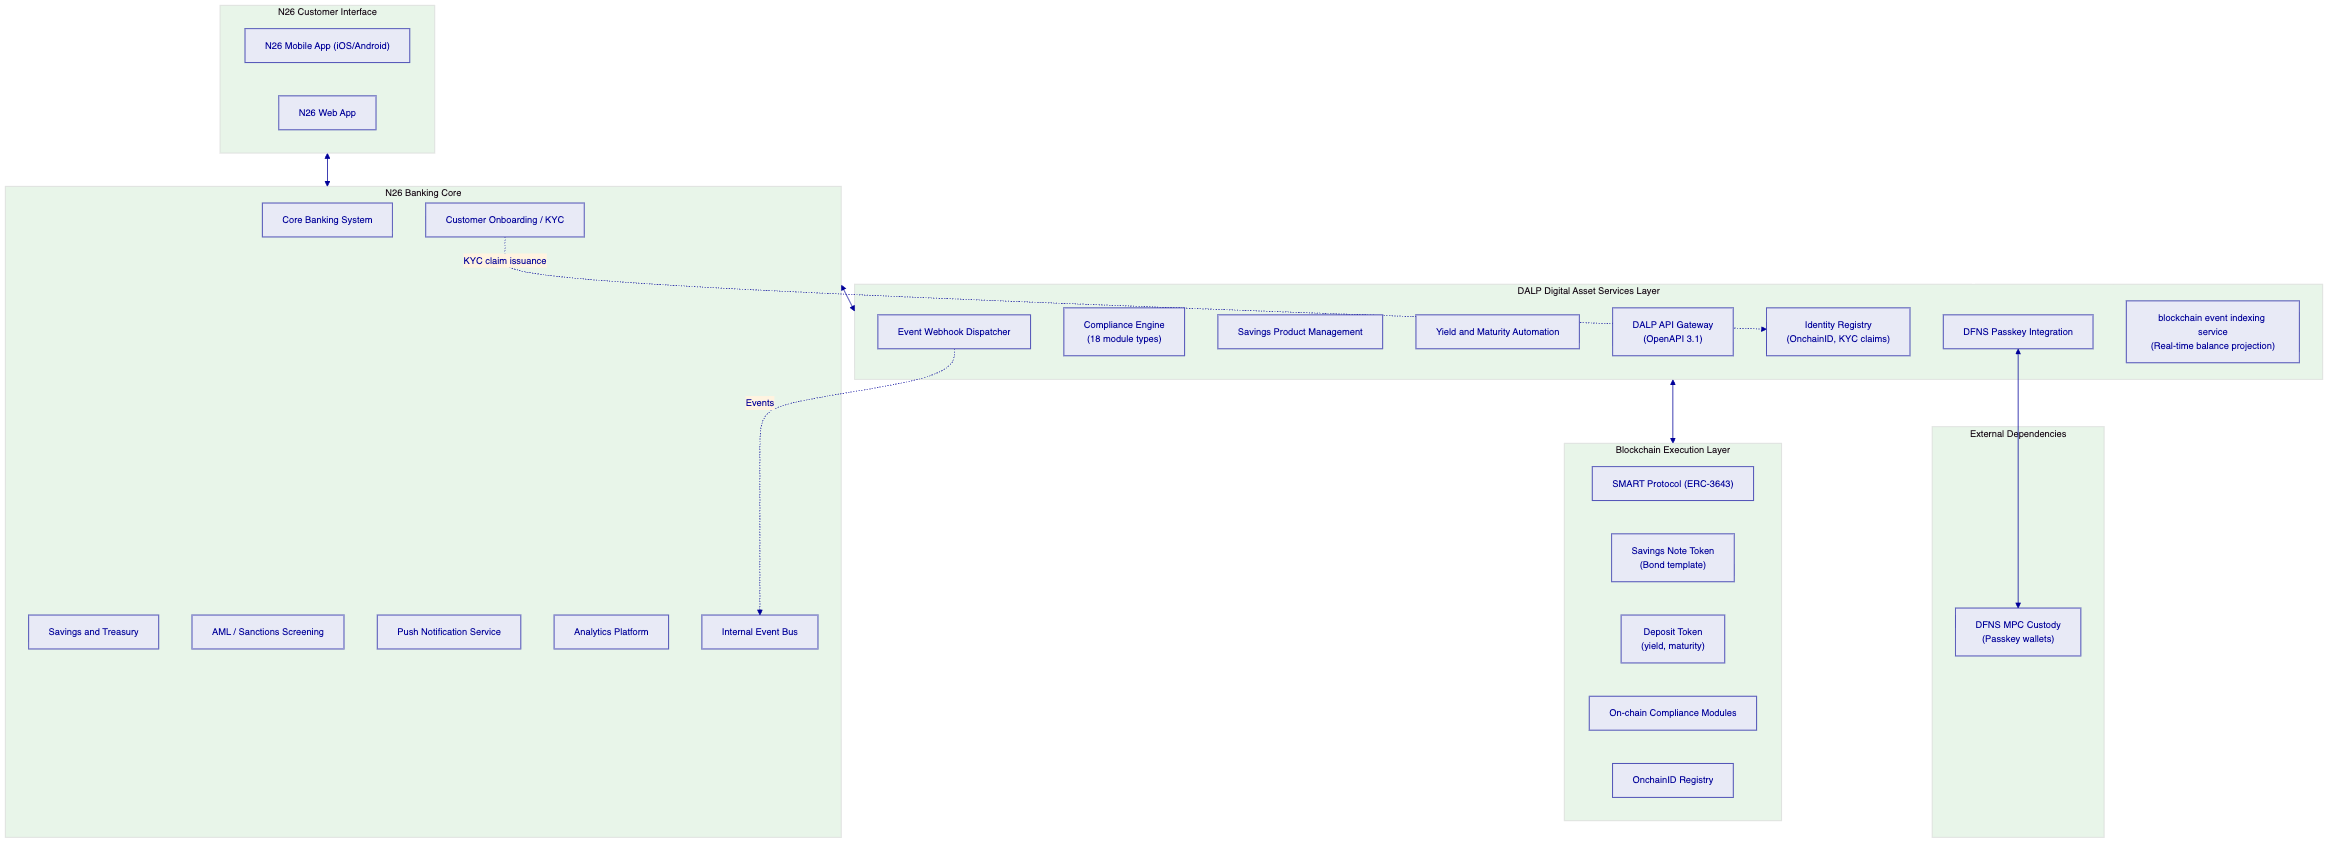 N26 Customer Interface
N26 Mobile App (iOS/Android)
N26 Web App
N26 Banking Core
Core Banking System
Customer Onboarding / KYC
KYC claim issuance
DALP Digital Asset Services Layer
Event Webhook Dispatcher
Compliance Engine
(18 module types)
Savings Product Management
Yield and Maturity Automation
DALP API Gateway
(OpenAPI 3.1)
Identity Registry
(OnchainID, KYC claims)
DFNS Passkey Integration
blockchain event indexing
service
(Real-time balance projection)
Events
Savings and Treasury
AML / Sanctions Screening
Push Notification Service
Analytics Platform
Internal Event Bus
Blockchain Execution Layer
SMART Protocol (ERC-3643)
Savings Note Token
(Bond template)
Deposit Token
(yield, maturity)
On-chain Compliance Modules
OnchainID Registry
External Dependencies
DFNS MPC Custody
(Passkey wallets)